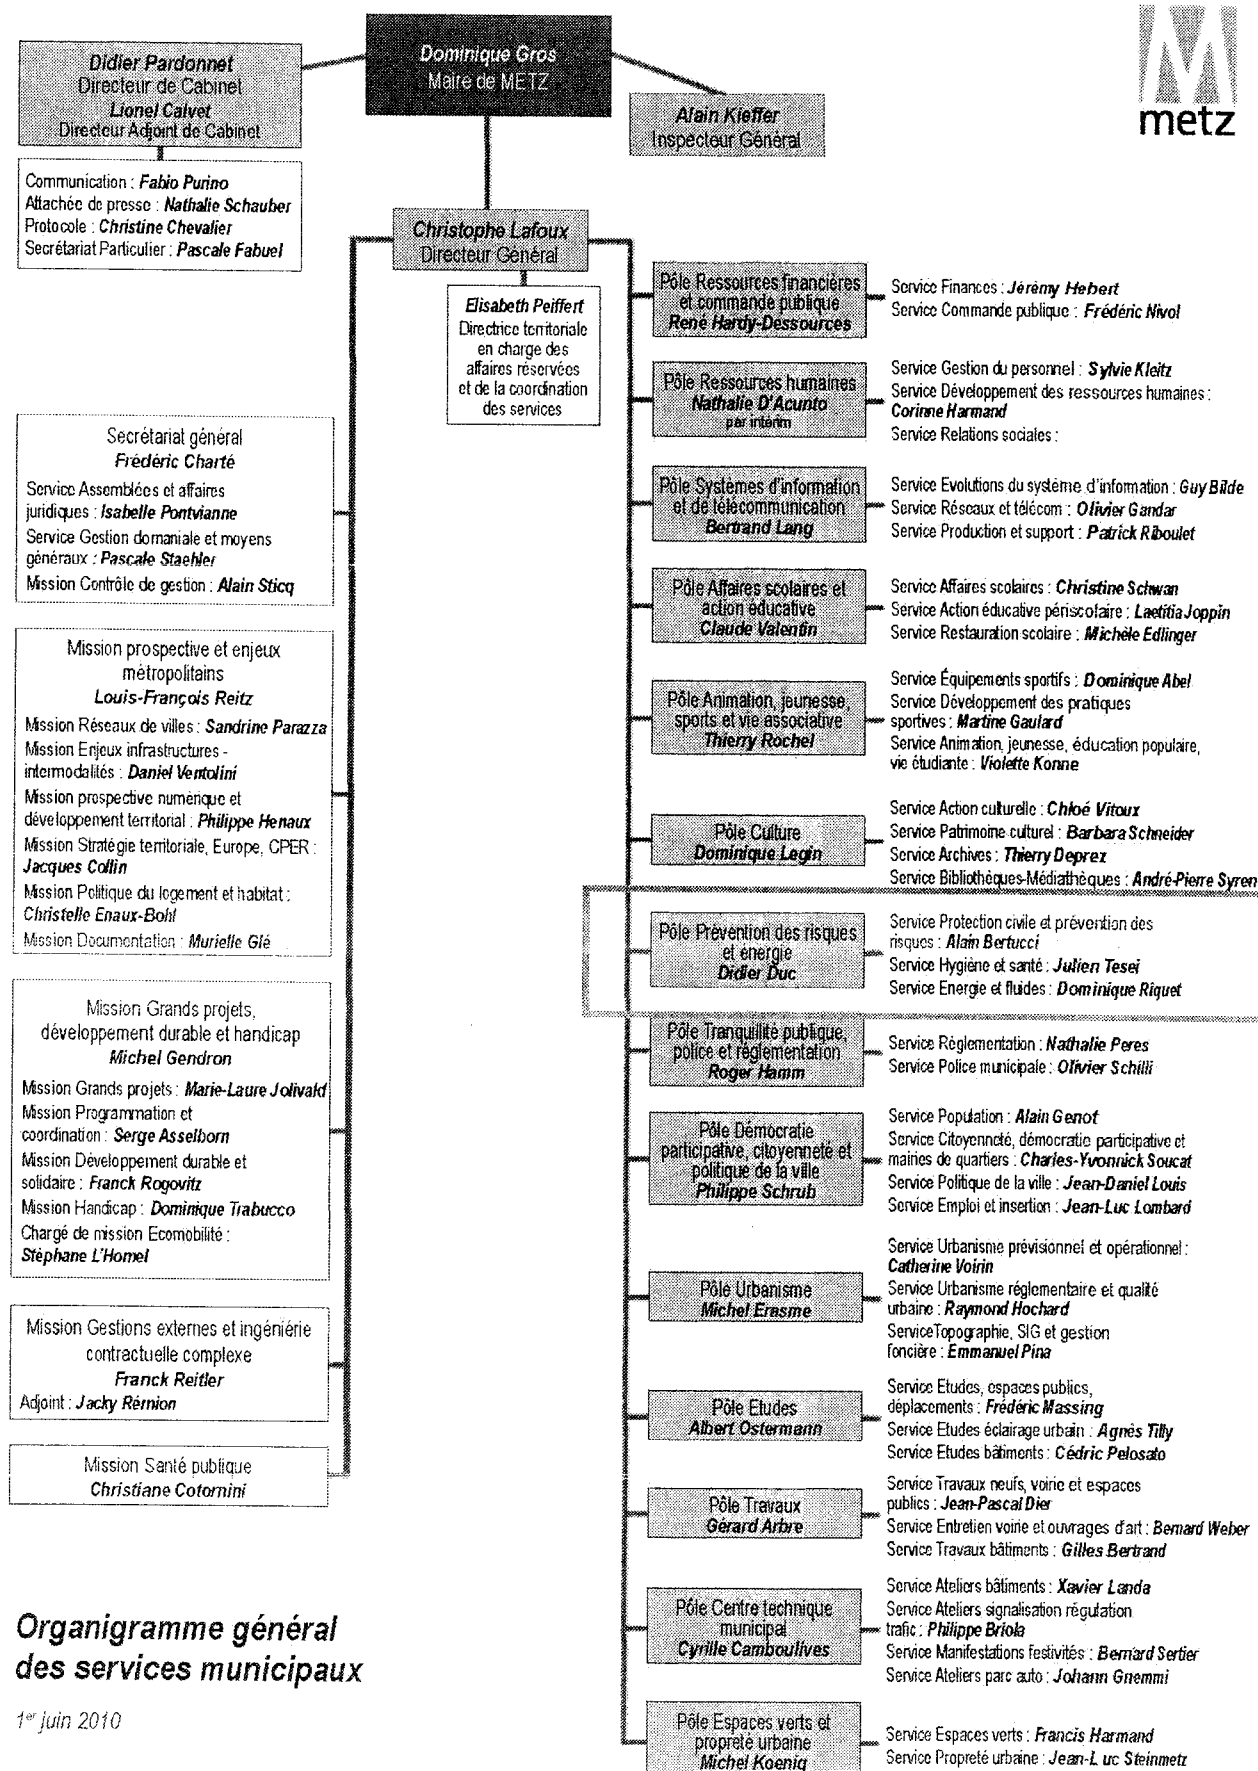 Didier Pardonnet
Directeur de Cabinet
Lionel Calvet
Directeur Adjoint de Cabinet
Dominique Gros
Maire de METZ
Alain Kieffer
Inspecteur Général
metz
Communication : Fabio Purino
Attachée de presse : Nathalie Schauber
Protocole : Christine Chevalier
Secrétariat Particulier : Pascale Fabuel
Christophe Lafoux
Directeur Général
Elisabeth Peiffert
Directrice territoriale
en charge des
affaires réservées
et de la coordination
des services
Secrétariat général
Frédéric Charté
Service Assemblées et affaires
juridiques : Isabelle Pontvianne
Service Gestion domaniale et moyens
généraux : Pascale Staehler
Mission Contrôle de gestion : Alain Sticq
Mission prospective et enjeux
métropolitains
Louis-François Reitz
Mission Réseaux de villes : Sandrine Parazza
Mission Enjeux infrastructures -
intermodalités : Daniel Ventolini
Mission prospective numérique et
développement territorial : Philippe Henaux
Mission Stratégie territoriale, Europe, CPER :
Jacques Collin
Mission Politique du logement et habitat :
Christelle Enaux-Bohl
Mission Documentation : Murielle Glé
Mission Grands projets,
développement durable et handicap
Michel Gendron
Mission Grands projets : Marie-Laure Jolivald
Mission Programmation et
coordination : Serge Asselborn
Mission Développement durable et
solidaire : Franck Rogovitz
Mission Handicap : Dominique Trabucco
Chargé de mission Ecomobilité :
Stéphane L'Homel
Mission Gestions externes et ingéniérie
contractuelle complexe
Franck Reitler
Adjoint : Jacky Rémion
Mission Santé publique
Christiane Cotornini
Pôle Ressources financières
et commande publique
René Hardy-Dessources
Service Finances : Jérémy Hebert
Service Commande publique : Frédéric Nivol
Pôle Ressources humaines
Nathalie D'Acunto
par intérim
Service Gestion du personnel : Sylvie Kleitz
Service Développement des ressources humaines :
Corinne Harmand
Service Relations sociales :
Pôle Systèmes d'information
et de télécommunication
Bertrand Lang
Service Evolutions du système d'information : Guy Bilde
Service Réseaux et télécom : Olivier Gandar
Service Production et support : Patrick Riboulet
Pôle Affaires scolaires et
action éducative
Claude Valentin
Service Affaires scolaires : Christine Schwan
Service Action éducative périscolaire : Laetitia Joppin
Service Restauration scolaire : Michèle Edlinger
Pôle Animation, jeunesse,
sports et vie associative
Thierry Rochel
Service Équipements sportifs : Dominique Abel
Service Développement des pratiques
sportives : Martine Gaulard
Service Animation, jeunesse, éducation populaire,
vie étudiante : Violette Konne
Pôle Culture
Dominique Legin
Service Action culturelle : Chloé Vitoux
Service Patrimoine culturel : Barbara Schneider
Service Archives : Thierry Deprez
Service Bibliothèques-Médiathèques : André-Pierre Syren
Pôle Prévention des risques
et énergie
Didier Duc
Service Protection civile et prévention des
risques : Alain Bertucci
Service Hygiène et santé : Julien Tesei
Service Energie et fluides : Dominique Riquet
Pôle Tranquillité publique,
police et réglementation
Roger Hamm
Service Règlementation : Nathalie Peres
Service Police municipale : Olivier Schilli
Pôle Démocratie
participative, citoyenneté et
politique de la ville
Philippe Schrub
Service Population : Alain Genot
Service Citoyenneté, démocratie participative et
mairies de quartiers : Charles-Yvonnick Soucat
Service Politique de la ville : Jean-Daniel Louis
Service Emploi et insertion : Jean-Luc Lombard
Pôle Urbanisme
Michel Erasme
Service Urbanisme prévisionnel et opérationnel :
Catherine Voirin
Service Urbanisme réglementaire et qualité
urbaine : Raymond Hochard
ServiceTopographie, SIG et gestion
foncière : Emmanuel Pina
Pôle Etudes
Albert Ostermann
Service Etudes, espaces publics,
déplacements : Frédéric Massing
Service Etudes éclairage urbain : Agnès Tilly
Service Etudes bâtiments : Cédric Pelosato
Pôle Travaux
Gérard Arbre
Service Travaux neufs, voirie et espaces
publics : Jean-Pascal Dier
Service Entretien voirie et ouvrages d'art : Bernard Weber
Service Travaux bâtiments : Gilles Bertrand
Pôle Centre technique
municipal
Cyrille Camboulives
Service Ateliers bâtiments : Xavier Landa
Service Ateliers signalisation régulation
trafic : Philippe Briola
Service Manifestations festivités : Bernard Sertier
Service Ateliers parc auto : Johann Gnemmi
Pôle Espaces verts et
propreté urbaine
Michel Koenig
Service Espaces verts : Francis Harmand
Service Propreté urbaine : Jean-Luc Steinmetz
Organigramme général
des services municipaux
1er juin 2010